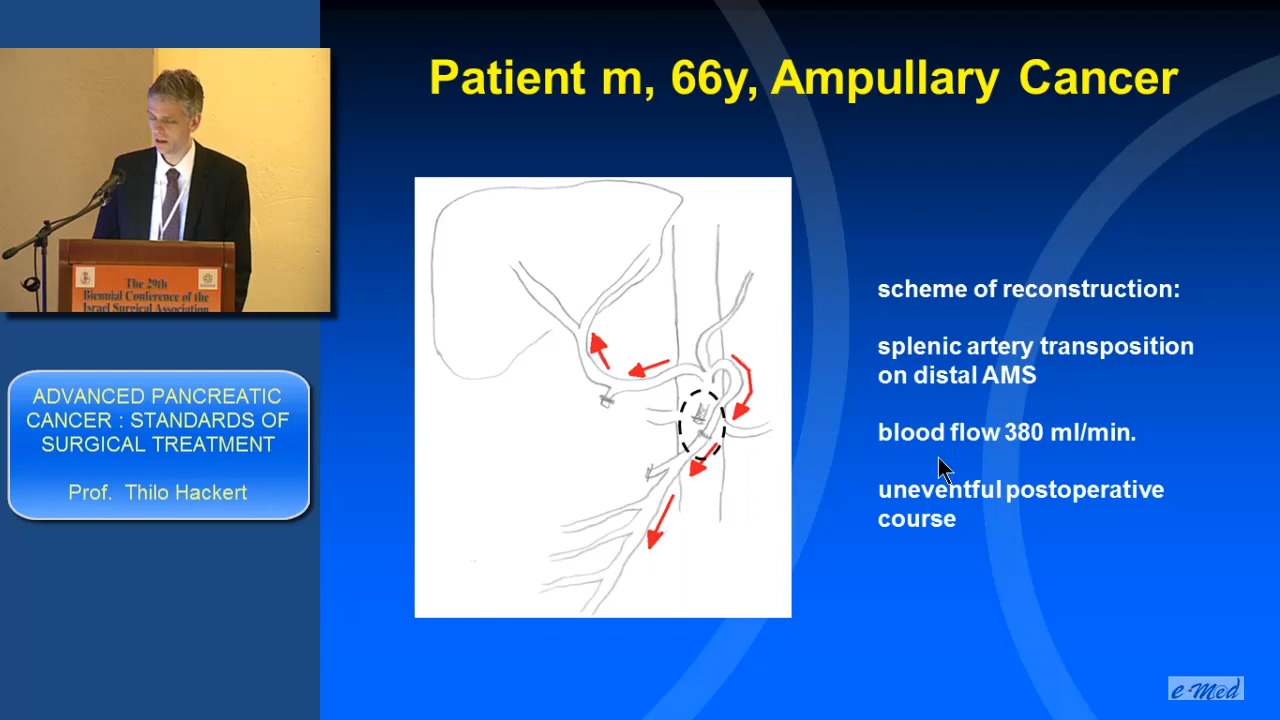 Patient m, 66y, Ampullary Cancer
The 29th
Biennial Conference of the
Israel Surgical Association
ADVANCED PANCREATIC
CANCER : STANDARDS OF
SURGICAL TREATMENT
Prof. Thilo Hackert
scheme of reconstruction:
splenic artery transposition
on distal AMS
blood flow 380 ml/min.
uneventful postoperative
course
e-Med